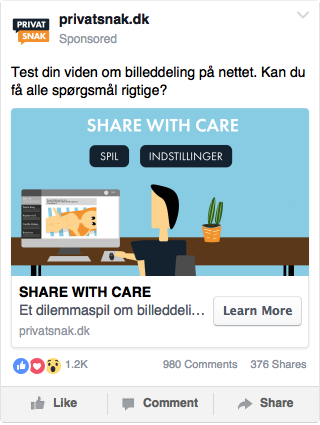 PRIVAT
SNAK
privatsnak.dk
Sponsored
Test din viden om billeddeling på nettet. Kan du
få alle spørgsmål rigtige?
SHARE WITH CARE
SPIL
INDSTILLINGER
SHARE WITH CARE
Et dilemmaspil om billeddeli...
Learn More
privatsnak.dk
1.2K
980 Comments
376 Shares
Like
Comment
Share